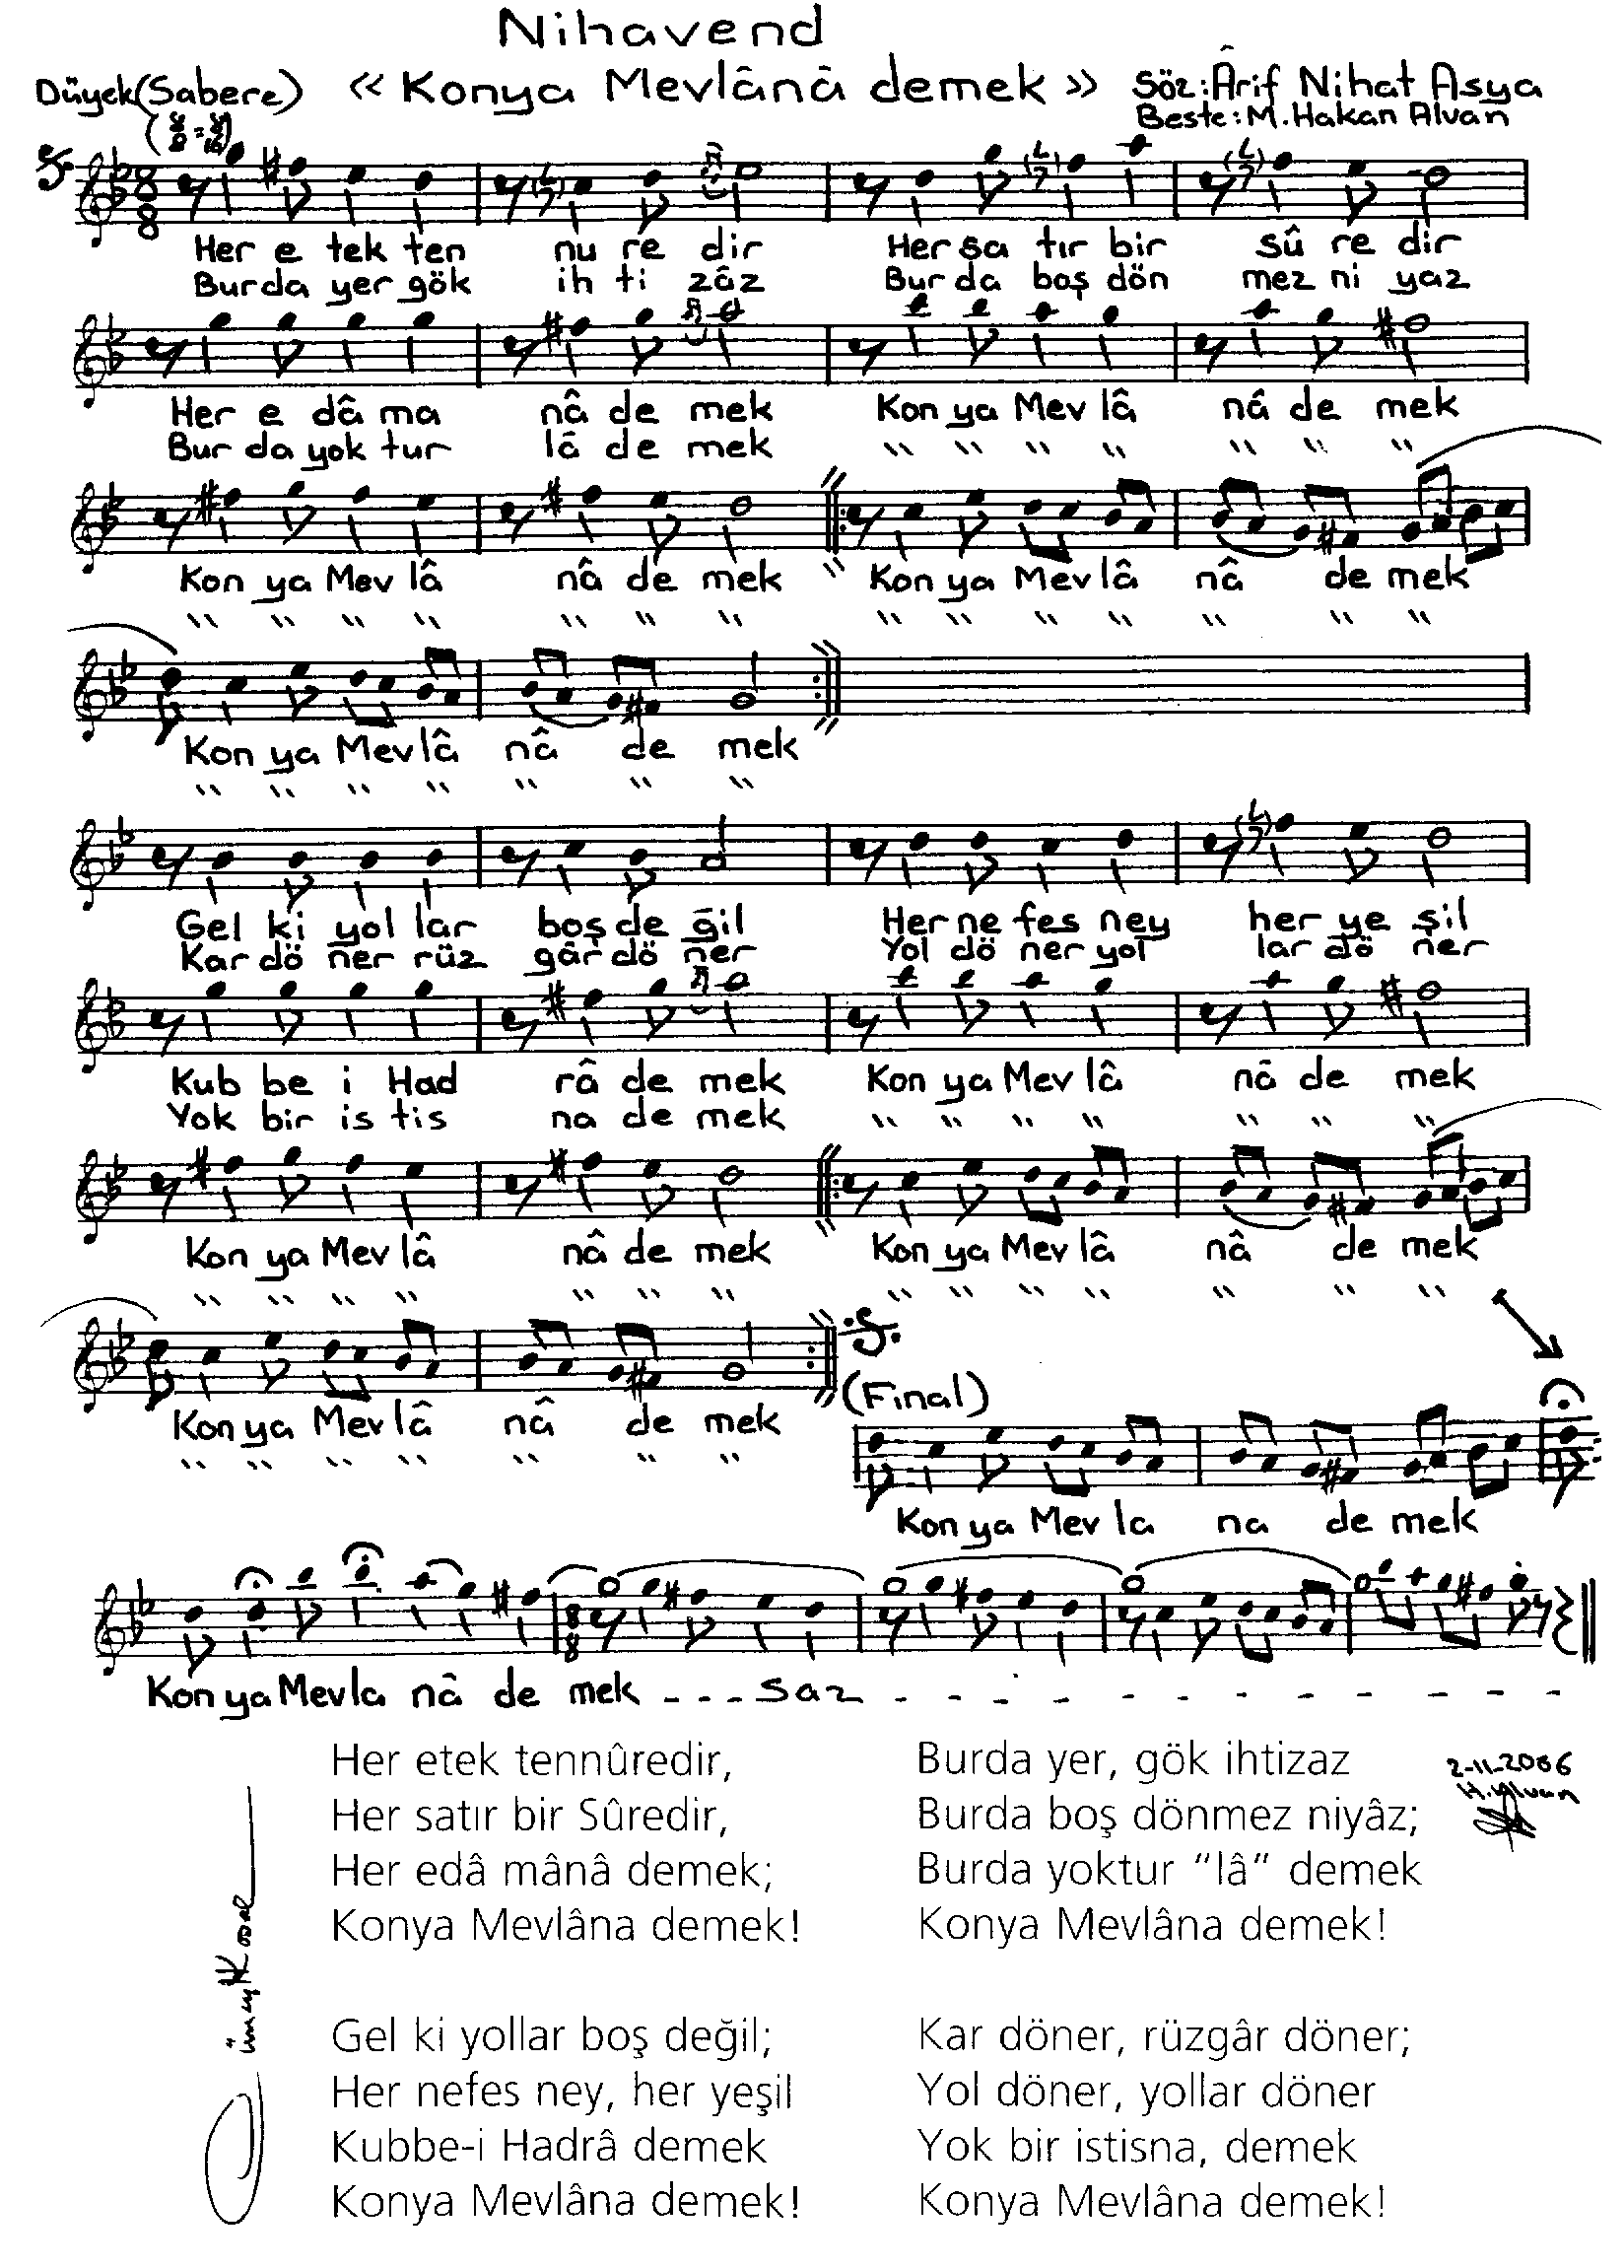 Nihavend
Düyek (Sabere) « Konya Mevlânâ demek » Söz: Ârif Nihat Asya
Beste: M. Hakan Alvan
Her e tek ten nu re dir Her sa tır bir sû re dir
Bur da yer gök ih ti zâz Bur da boş dön mez ni yaz
Her e dâ ma nâ de mek Kon ya Mev lâ nâ de mek
Bur da yok tur lâ de mek " " " " " " "
Kon ya Mev lâ nâ de mek " Kon ya Mev lâ nâ de mek
" " " " " " " " " " " " " "
Kon ya Mev lâ nâ de mek
" " " " " " "
Gel ki yol lar boş de ğil Her ne fes ney her ye şil
Kar dö ner rüz gâr dö ner Yol dö ner yol lar dö ner
Kub be i Had râ de mek Kon ya Mev lâ nâ de mek
Yok bir is tis na de mek " " " " " " "
Kon ya Mev lâ nâ de mek Kon ya Mev lâ nâ de mek
" " " " " " " " " " " " " "
(Final)
Kon ya Mev lâ nâ de mek
" " " " " " "
Kon ya Mev la na de mek
Kon ya Mev la nâ de mek - - - saz - - - - - - - - - - - -
Her etek tennûredir,
Her satır bir Sûredir,
Her edâ mânâ demek;
Konya Mevlâna demek!
Burda yer, gök ihtizaz
Burda boş dönmez niyâz;
Burda yoktur "lâ" demek
Konya Mevlâna demek!
2-11-2006
H. Alvan
Gel ki yollar boş değil;
Her nefes ney, her yeşil
Kubbe-i Hadrâ demek
Konya Mevlâna demek!
Kar döner, rüzgâr döner;
Yol döner, yollar döner
Yok bir istisna, demek
Konya Mevlâna demek!